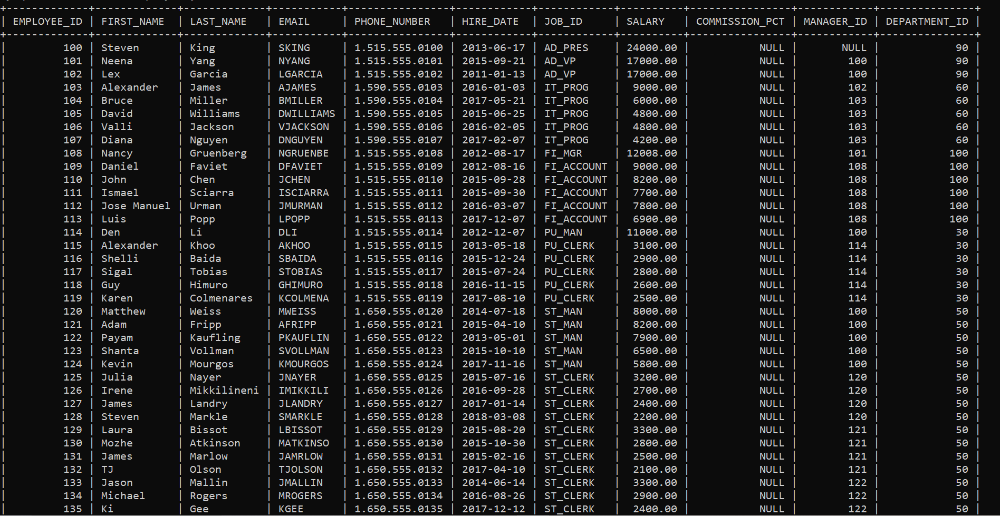 | EMPLOYEE_ID | FIRST_NAME | LAST_NAME | EMAIL | PHONE_NUMBER | HIRE_DATE | JOB_ID | SALARY | COMMISSION_PCT | MANAGER_ID | DEPARTMENT_ID |
| 100 | Steven | King | SKING | 1.515.555.0100 | 2013-06-17 | AD_PRES | 24000.00 | NULL | NULL | 90 |
| 101 | Neena | Yang | NYANG | 1.515.555.0101 | 2015-09-21 | AD_VP | 17000.00 | NULL | 100 | 90 |
| 102 | Lex | Garcia | LGARCIA | 1.515.555.0102 | 2011-01-13 | AD_VP | 17000.00 | NULL | 100 | 90 |
| 103 | Alexander | James | AJAMES | 1.590.555.0103 | 2016-01-03 | IT_PROG | 9000.00 | NULL | 102 | 60 |
| 104 | Bruce | Miller | BMILLER | 1.590.555.0104 | 2017-05-21 | IT_PROG | 6000.00 | NULL | 103 | 60 |
| 105 | David | Williams | DWILLIAMS | 1.590.555.0105 | 2015-06-25 | IT_PROG | 4800.00 | NULL | 103 | 60 |
| 106 | Valli | Jackson | VJACKSON | 1.590.555.0106 | 2016-02-05 | IT_PROG | 4800.00 | NULL | 103 | 60 |
| 107 | Diana | Nguyen | DNGUYEN | 1.590.555.0107 | 2017-02-07 | IT_PROG | 4200.00 | NULL | 103 | 60 |
| 108 | Nancy | Gruenberg | NGRUENBE | 1.515.555.0108 | 2012-08-17 | FI_MGR | 12008.00 | NULL | 101 | 100 |
| 109 | Daniel | Faviet | DFAVIET | 1.515.555.0109 | 2012-08-16 | FI_ACCOUNT | 9000.00 | NULL | 108 | 100 |
| 110 | John | Chen | JCHEN | 1.515.555.0110 | 2015-09-28 | FI_ACCOUNT | 8200.00 | NULL | 108 | 100 |
| 111 | Ismael | Sciarra | ISCIARRA | 1.515.555.0111 | 2015-09-30 | FI_ACCOUNT | 7700.00 | NULL | 108 | 100 |
| 112 | Jose Manuel | Urman | JMURMAN | 1.515.555.0112 | 2016-03-07 | FI_ACCOUNT | 7800.00 | NULL | 108 | 100 |
| 113 | Luis | Popp | LPOPP | 1.515.555.0113 | 2017-12-07 | FI_ACCOUNT | 6900.00 | NULL | 108 | 100 |
| 114 | Den | Li | DLI | 1.515.555.0114 | 2012-12-07 | PU_MAN | 11000.00 | NULL | 100 | 30 |
| 115 | Alexander | Khoo | AKHOO | 1.515.555.0115 | 2013-05-18 | PU_CLERK | 3100.00 | NULL | 114 | 30 |
| 116 | Shelli | Baida | SBAIDA | 1.515.555.0116 | 2015-12-24 | PU_CLERK | 2900.00 | NULL | 114 | 30 |
| 117 | Sigal | Tobias | STOBIAS | 1.515.555.0117 | 2015-07-24 | PU_CLERK | 2800.00 | NULL | 114 | 30 |
| 118 | Guy | Himuro | GHIMURO | 1.515.555.0118 | 2016-11-15 | PU_CLERK | 2600.00 | NULL | 114 | 30 |
| 119 | Karen | Colmenares | KCOLMENA | 1.515.555.0119 | 2017-08-10 | PU_CLERK | 2500.00 | NULL | 114 | 30 |
| 120 | Matthew | Weiss | MWEISS | 1.650.555.0120 | 2014-07-18 | ST_MAN | 8000.00 | NULL | 100 | 50 |
| 121 | Adam | Fripp | AFRIPP | 1.650.555.0121 | 2015-04-10 | ST_MAN | 8200.00 | NULL | 100 | 50 |
| 122 | Payam | Kaufling | PKAUFLIN | 1.650.555.0122 | 2013-05-01 | ST_MAN | 7900.00 | NULL | 100 | 50 |
| 123 | Shanta | Vollman | SVOLLMAN | 1.650.555.0123 | 2015-10-10 | ST_MAN | 6500.00 | NULL | 100 | 50 |
| 124 | Kevin | Mourgos | KMOURGOS | 1.650.555.0124 | 2017-11-16 | ST_MAN | 5800.00 | NULL | 100 | 50 |
| 125 | Julia | Nayer | JNAYER | 1.650.555.0125 | 2015-07-16 | ST_CLERK | 3200.00 | NULL | 120 | 50 |
| 126 | Irene | Mikkilineni | IMIKKILI | 1.650.555.0126 | 2016-09-28 | ST_CLERK | 2700.00 | NULL | 120 | 50 |
| 127 | James | Landry | JLANDRY | 1.650.555.0127 | 2017-01-14 | ST_CLERK | 2400.00 | NULL | 120 | 50 |
| 128 | Steven | Markle | SMARKLE | 1.650.555.0128 | 2018-03-08 | ST_CLERK | 2200.00 | NULL | 120 | 50 |
| 129 | Laura | Bissot | LBISSOT | 1.650.555.0129 | 2015-08-20 | ST_CLERK | 3300.00 | NULL | 121 | 50 |
| 130 | Mozhe | Atkinson | MATKINSO | 1.650.555.0130 | 2015-10-30 | ST_CLERK | 2800.00 | NULL | 121 | 50 |
| 131 | James | Marlow | JAMRLOW | 1.650.555.0131 | 2015-02-16 | ST_CLERK | 2500.00 | NULL | 121 | 50 |
| 132 | TJ | Olson | TJOLSON | 1.650.555.0132 | 2017-04-10 | ST_CLERK | 2100.00 | NULL | 121 | 50 |
| 133 | Jason | Mallin | JMALLIN | 1.650.555.0133 | 2014-06-14 | ST_CLERK | 3300.00 | NULL | 122 | 50 |
| 134 | Michael | Rogers | MROGERS | 1.650.555.0134 | 2016-08-26 | ST_CLERK | 2900.00 | NULL | 122 | 50 |
| 135 | Ki | Gee | KGEE | 1.650.555.0135 | 2017-12-12 | ST_CLERK | 2400.00 | NULL | 122 | 50 |